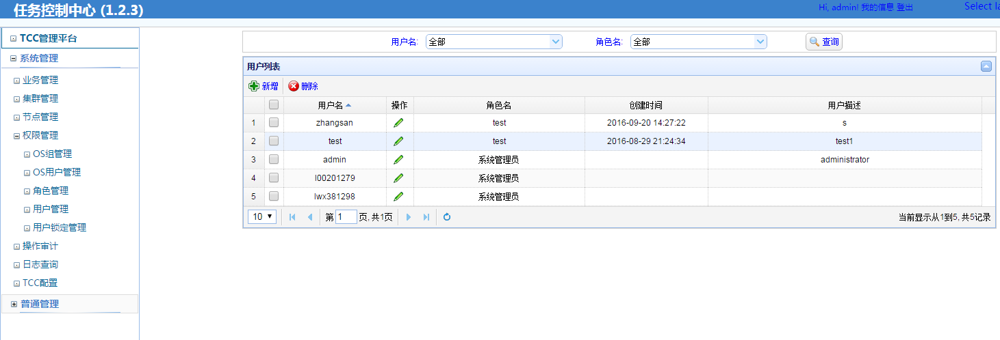 任务控制中心 (1.2.3)
Hi, admin! 我的信息 登出
Select la
TCC管理平台
系统管理
业务管理
集群管理
节点管理
权限管理
OS组管理
OS用户管理
角色管理
用户管理
用户锁定管理
操作审计
日志查询
TCC配置
普通管理
用户名: 全部 角色名: 全部 查询
用户列表
新增 删除
用户名 操作 角色名 创建时间 用户描述
1 zhangsan test 2016-09-20 14:27:22 s
2 test test 2016-08-29 21:24:34 test1
3 admin 系统管理员 administrator
4 l00201279 系统管理员
5 lwx381298 系统管理员
10 第 1 页, 共1页 当前显示从1到5, 共5记录